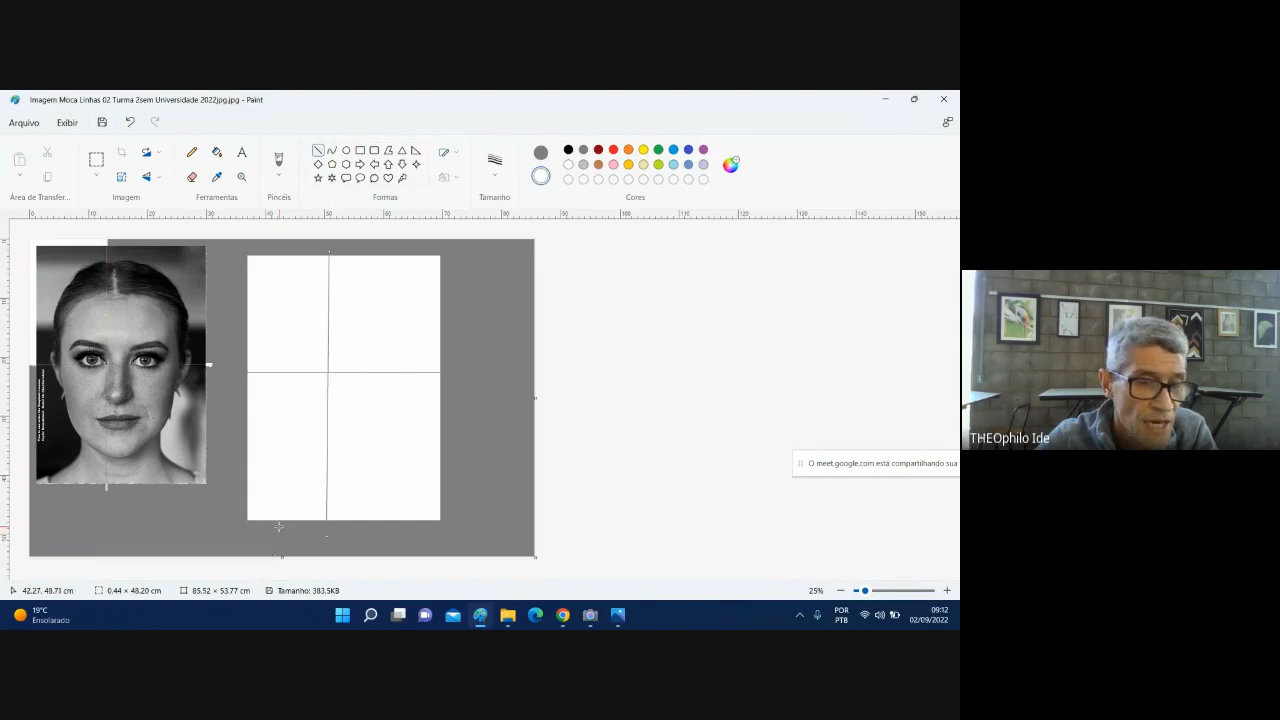 Imagem Moca Linhas 02 Turma 2sem Universidade 2022jpg.jpg - Paint
Arquivo
Exibir
Área de Transfer...
Imagem
Ferramentas
Pincéis
Formas
Tamanho
Cores
0
10
20
30
40
50
60
70
80
90
100
110
120
130
140
150
THEOphilo Ide
O meet.google.com está compartilhando sua
42.27, 48.71 cm
0.44 × 48.20 cm
85.52 × 53.77 cm
Tamanho: 383.5KB
25%
19°C
Ensolarado
POR
PTB
09:12
02/09/2022